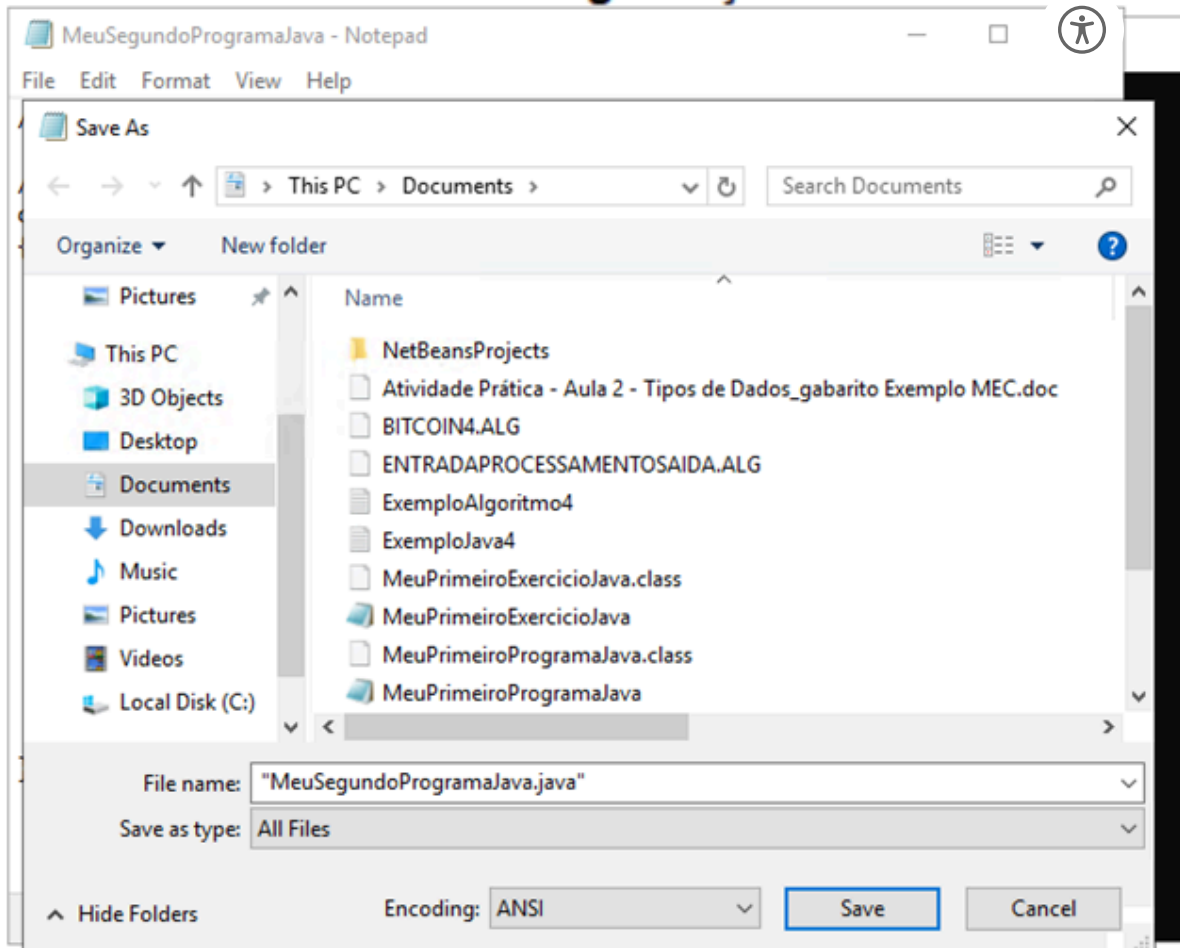 MeuSegundoProgramaJava - Notepad
File Edit Format View Help
Save As
This PC > Documents >
Search Documents
Organize
New folder
Pictures
This PC
3D Objects
Desktop
Documents
Downloads
Music
Pictures
Videos
Local Disk (C:)
Name
NetBeansProjects
Atividade Prática - Aula 2 - Tipos de Dados_gabarito Exemplo MEC.doc
BITCOIN4.ALG
ENTRADAPROCESSAMENTOSAIDA.ALG
ExemploAlgoritmo4
ExemploJava4
MeuPrimeiroExercicioJava.class
MeuPrimeiroExercicioJava
MeuPrimeiroProgramaJava.class
MeuPrimeiroProgramaJava
File name: "MeuSegundoProgramaJava.java"
Save as type: All Files
Hide Folders
Encoding: ANSI
Save
Cancel